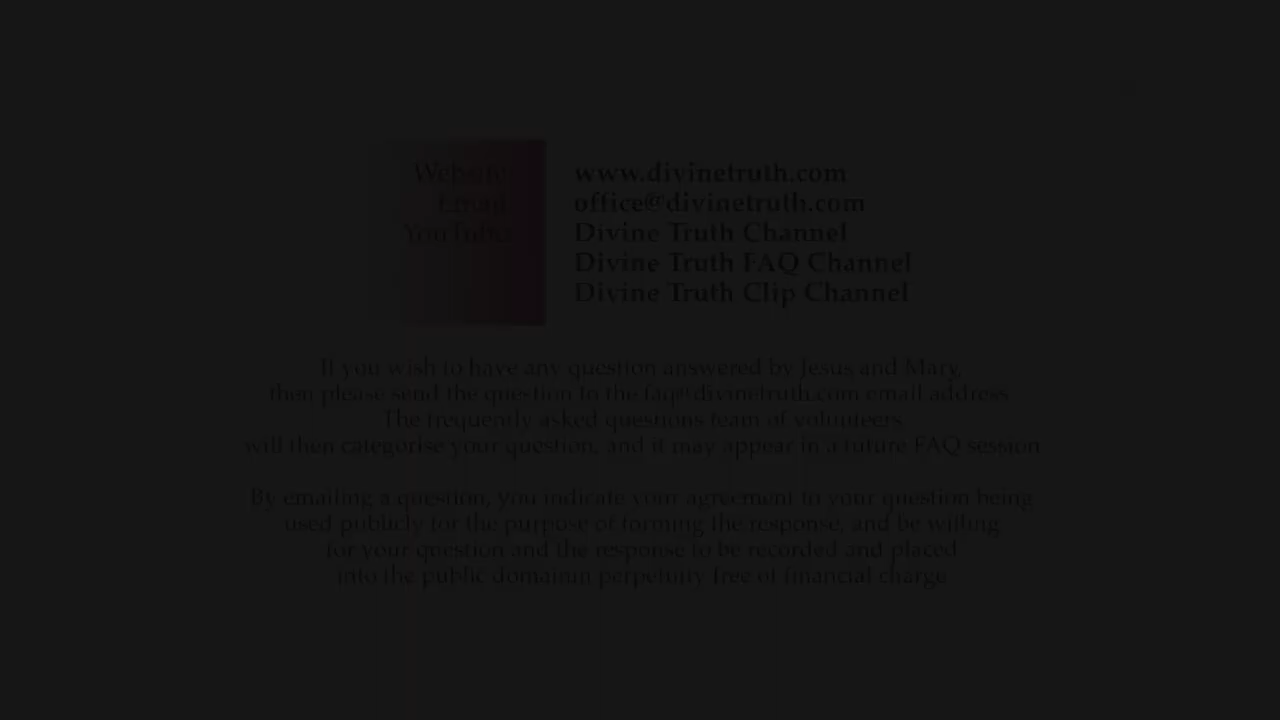 Website www.divinetruth.com
Email office@divinetruth.com
YouTube Divine Truth Channel
Divine Truth FAQ Channel
Divine Truth Clip Channel
If you wish to have any question answered by Jesus and Mary,
then please send the question to the faq@divinetruth.com email address
The frequently asked questions team of volunteers
will then categorise your question, and it may appear in a future FAQ session
By emailing a question, you indicate your agreement to your question being
used publicly for the purpose of forming the response, and be willing
for your question and the response to be recorded and placed
into the public domainin perpetuity free of financial charge